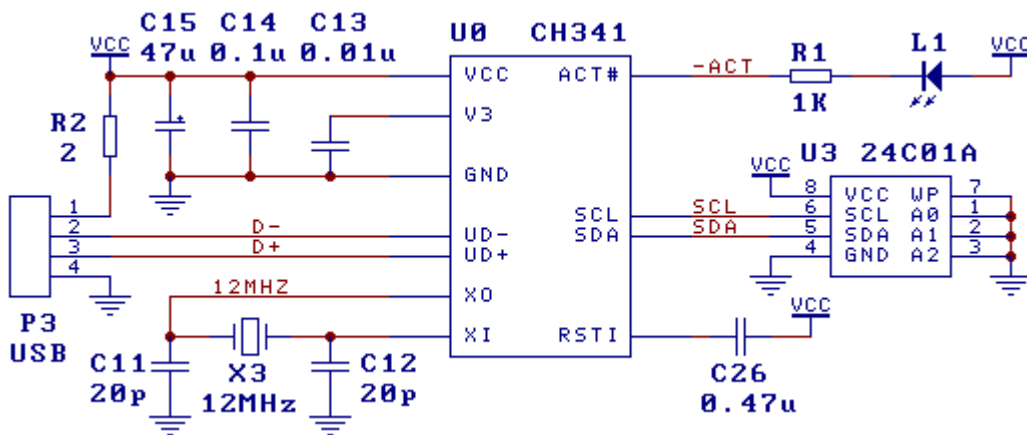 C15 C14 C13 U0 CH341
VCC 47u 0.1u 0.01u
R1 L1 VCC
VCC ACT# -ACT
1K
R2
2
V3
U3 24C01A
VCC
GND
8 VCC WP 7
1
SCL SCL 6 SCL A0 1
2 D- UD- SDA SDA 5 SDA A1 2
3 D+ UD+ 4 GND A2 3
4
12MHZ X0
VCC
P3
USB
XI RSTI
C11 X3 C12 C26
20p 12MHz 20p 0.47u